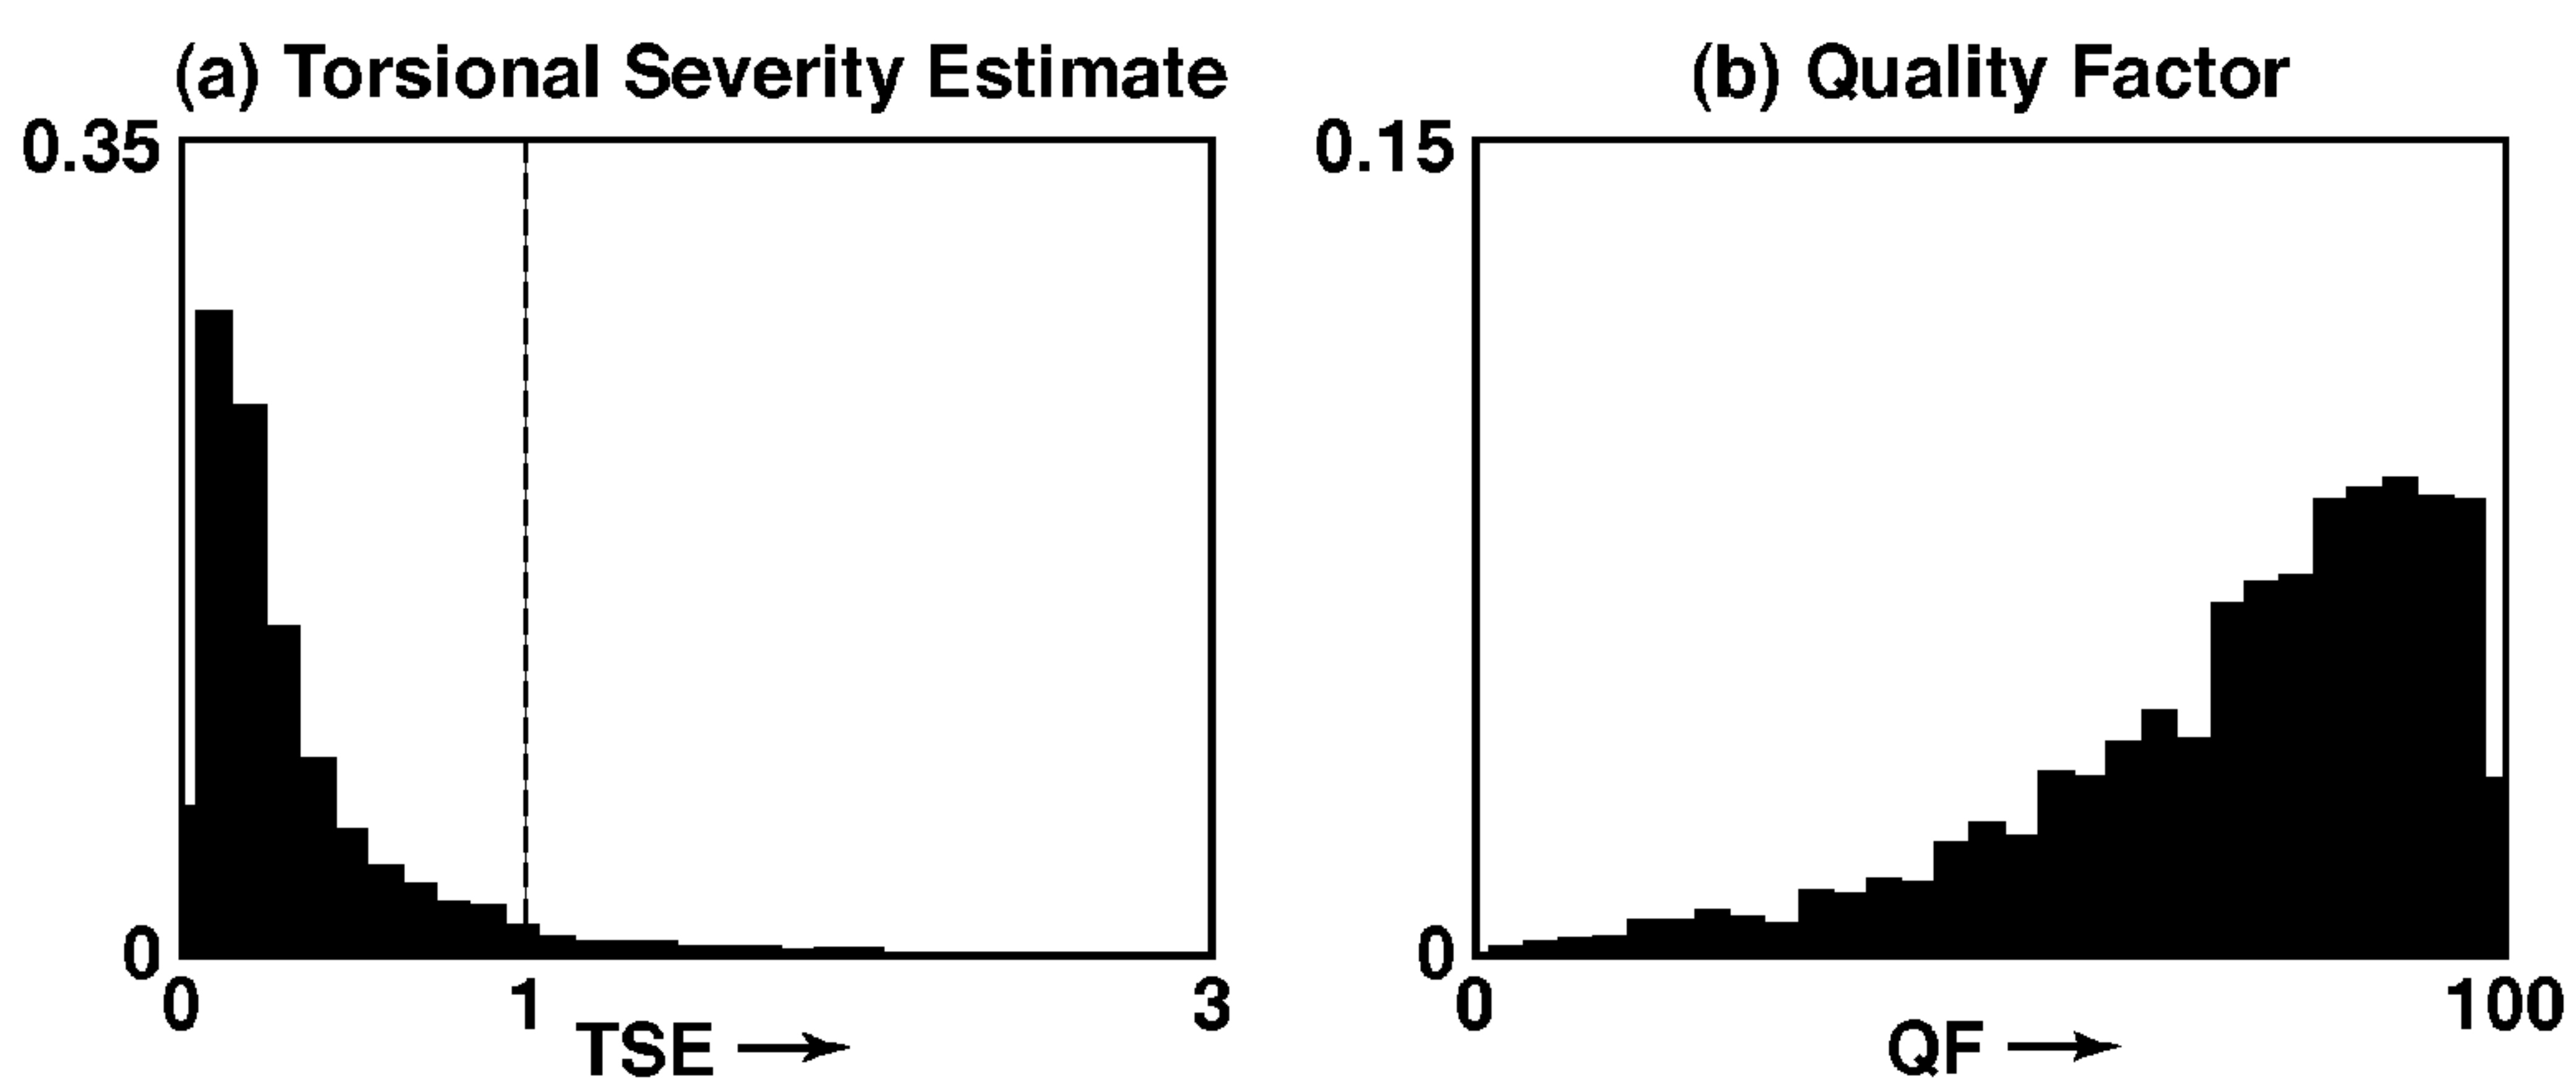 (a) Torsional Severity Estimate
0.35
0
0 1 3
TSE
(b) Quality Factor
0.15
0
0 100
QF